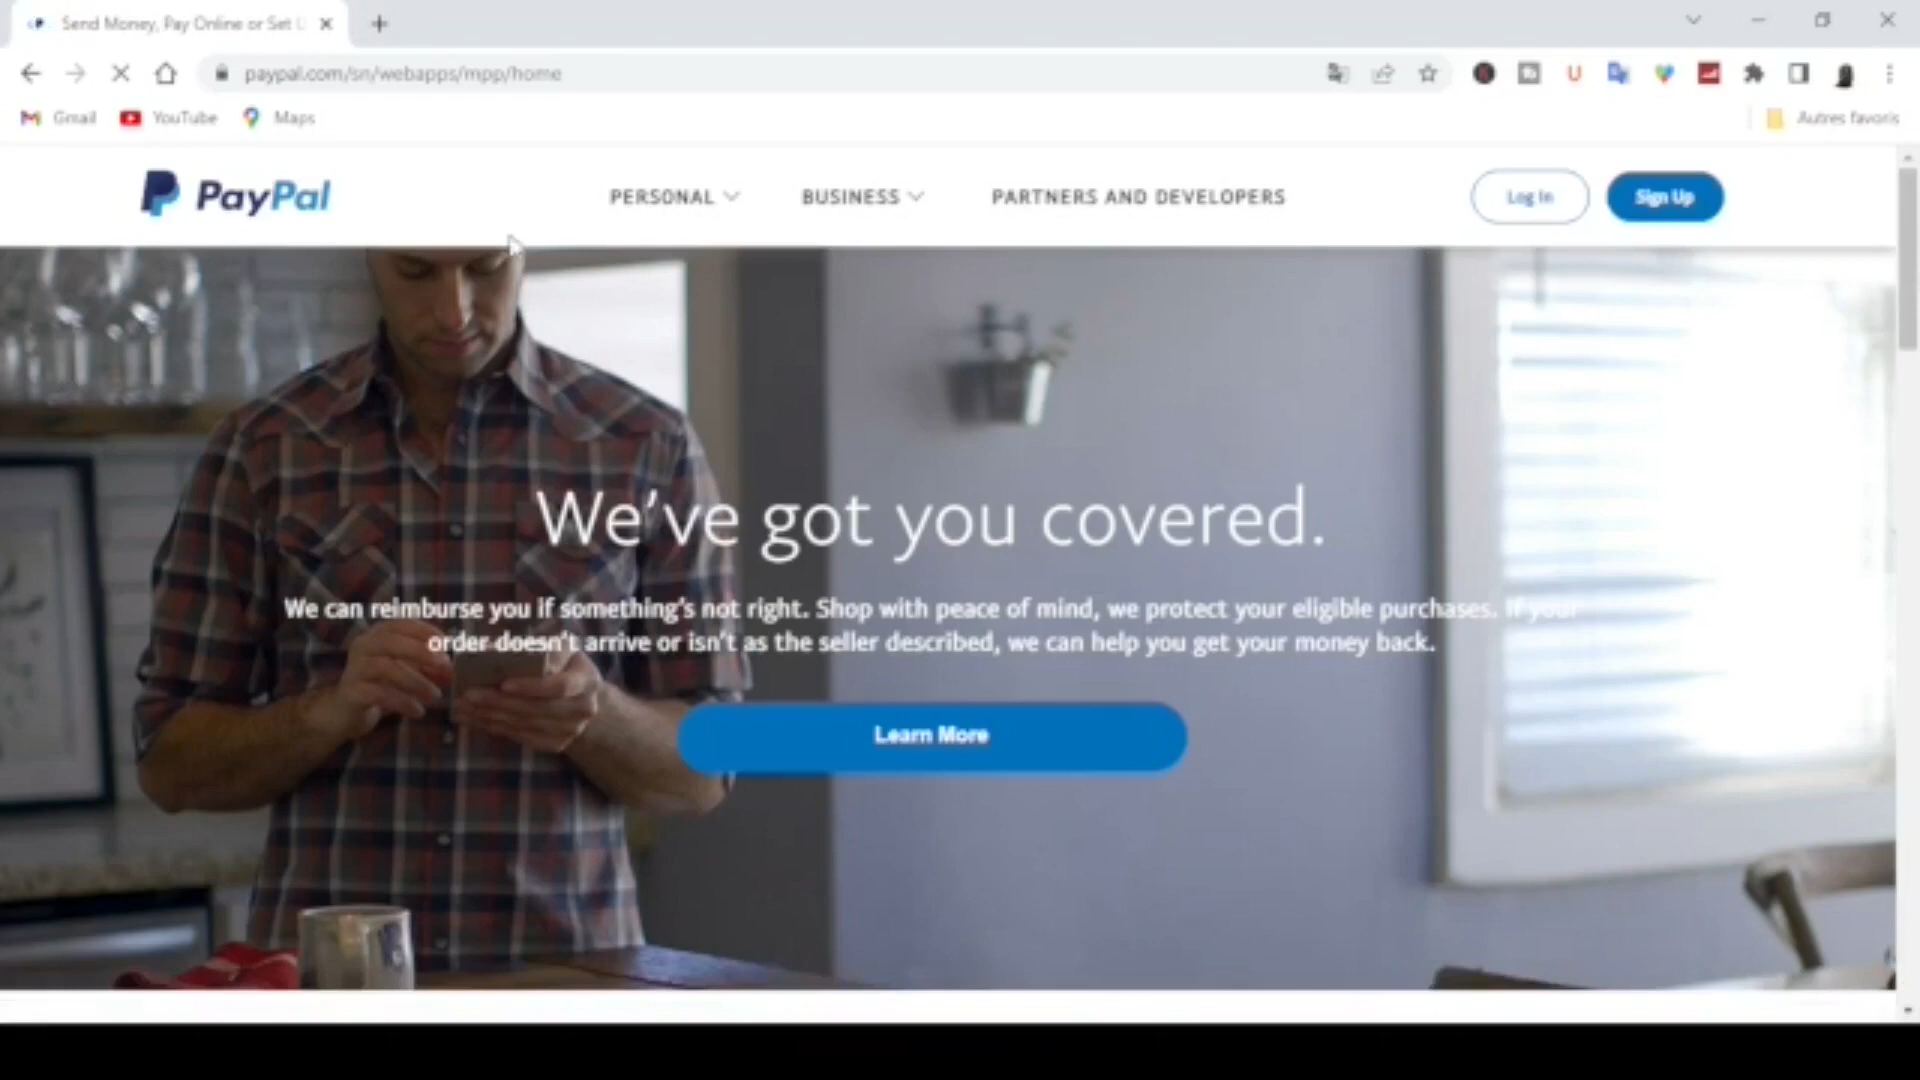 Send Money, Pay Online or Set
paypal.com/sn/webapps/mpp/home
Gmail YouTube Maps Autres favoris
PayPal PERSONAL BUSINESS PARTNERS AND DEVELOPERS Log In Sign Up
We've got you covered.
We can reimburse you if something's not right. Shop with peace of mind, we protect your eligible purchases. If your
order doesn't arrive or isn't as the seller described, we can help you get your money back.
Learn More